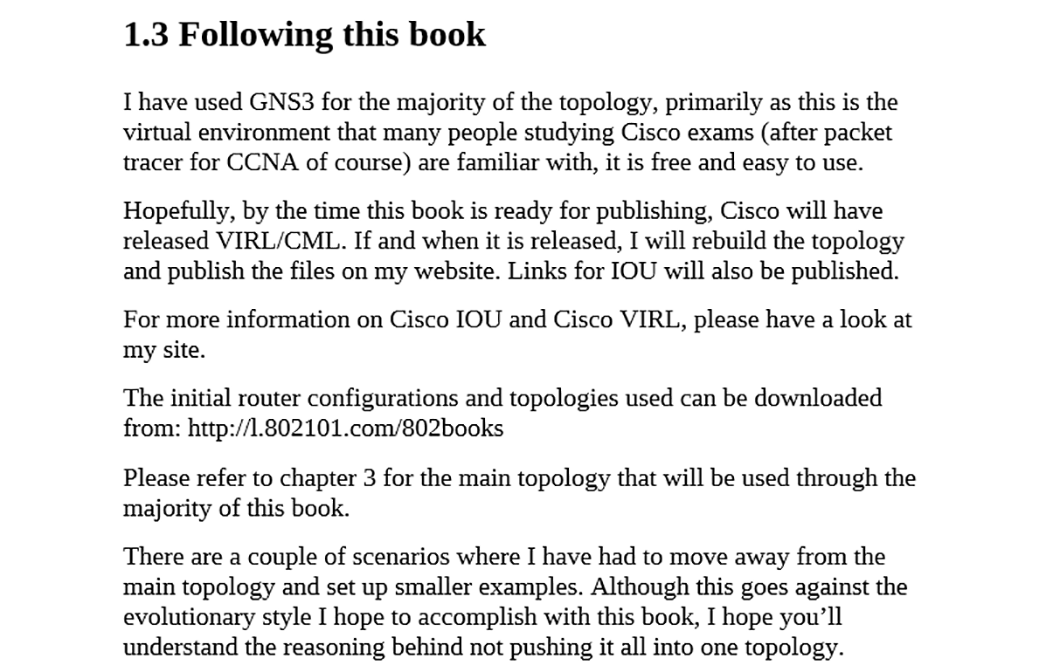 1.3 Following this book
I have used GNS3 for the majority of the topology, primarily as this is the
virtual environment that many people studying Cisco exams (after packet
tracer for CCNA of course) are familiar with, it is free and easy to use.
Hopefully, by the time this book is ready for publishing, Cisco will have
released VIRL/CML. If and when it is released, I will rebuild the topology
and publish the files on my website. Links for IOU will also be published.
For more information on Cisco IOU and Cisco VIRL, please have a look at
my site.
The initial router configurations and topologies used can be downloaded
from: http://l.802101.com/802books
Please refer to chapter 3 for the main topology that will be used through the
majority of this book.
There are a couple of scenarios where I have had to move away from the
main topology and set up smaller examples. Although this goes against the
evolutionary style I hope to accomplish with this book, I hope you’ll
understand the reasoning behind not pushing it all into one topology.